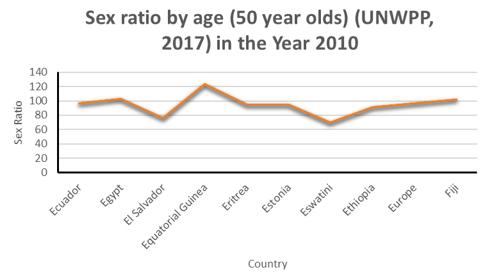 Sex ratio by age (50 year olds) (UNWPP,
2017) in the Year 2010
140
120
100
80
60
40
20
0
Sex Ratio
Ecuador
Egypt
El Salvador
Equatorial Guinea
Eritrea
Estonia
Eswatini
Ethiopia
Europe
Fiji
Country